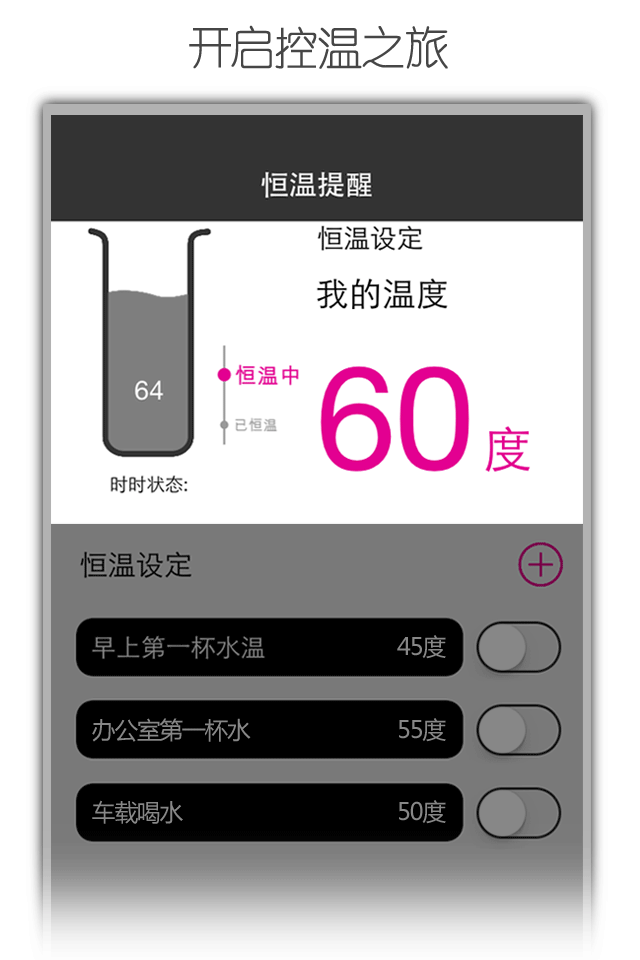 开启控温之旅
恒温提醒
恒温设定
我的温度
64
恒温中
已恒温
60度
时时状态:
恒温设定
早上第一杯水温 45度
办公室第一杯水 55度
车载喝水 50度